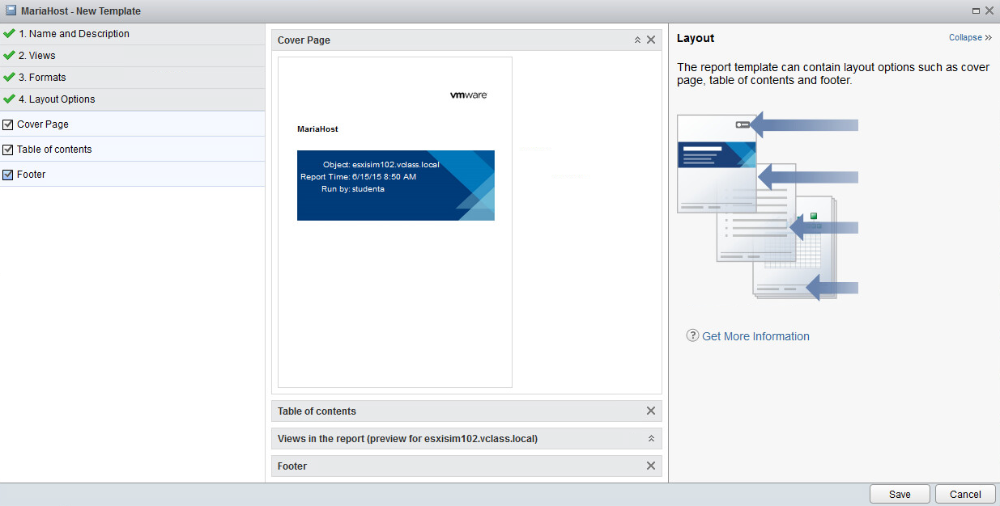 MariaHost - New Template
1. Name and Description
2. Views
3. Formats
4. Layout Options
Cover Page
Table of contents
Footer
Cover Page
vmware
MariaHost
Object: esxisim102.vclass.local
Report Time: 6/15/15 8:50 AM
Run by: studenta
Table of contents
Views in the report (preview for esxisim102.vclass.local)
Footer
Layout
Collapse »
The report template can contain layout options such as cover
page, table of contents and footer.
? Get More Information
Save
Cancel